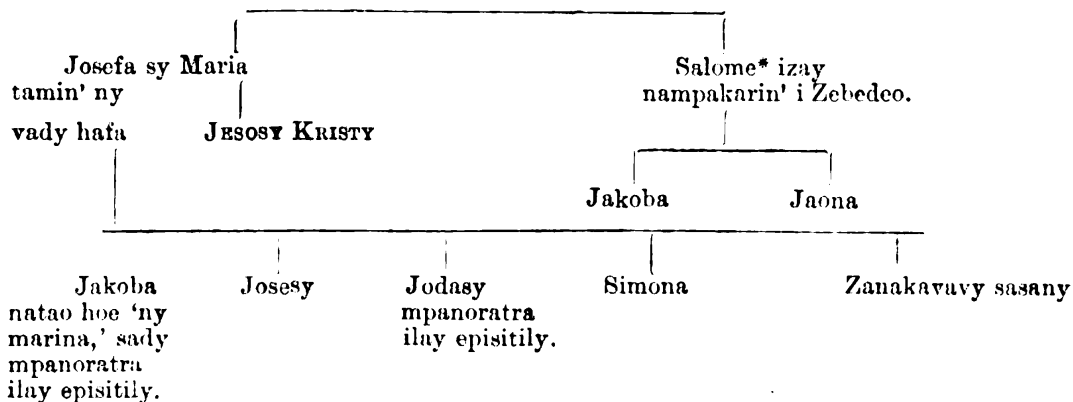 Josefa sy Maria
tamin' ny
vady hafa
JESOSY KRISTY
Salome* izay
nampakarin' i Zebedeo.
Jakoba
Jaona
Jakoba
natao hoe 'ny
marina,' sady
mpanoratra
ilay episitily.
Josesy
Jodasy
mpanoratra
ilay episitily.
Simona
Zanakavavy sasany